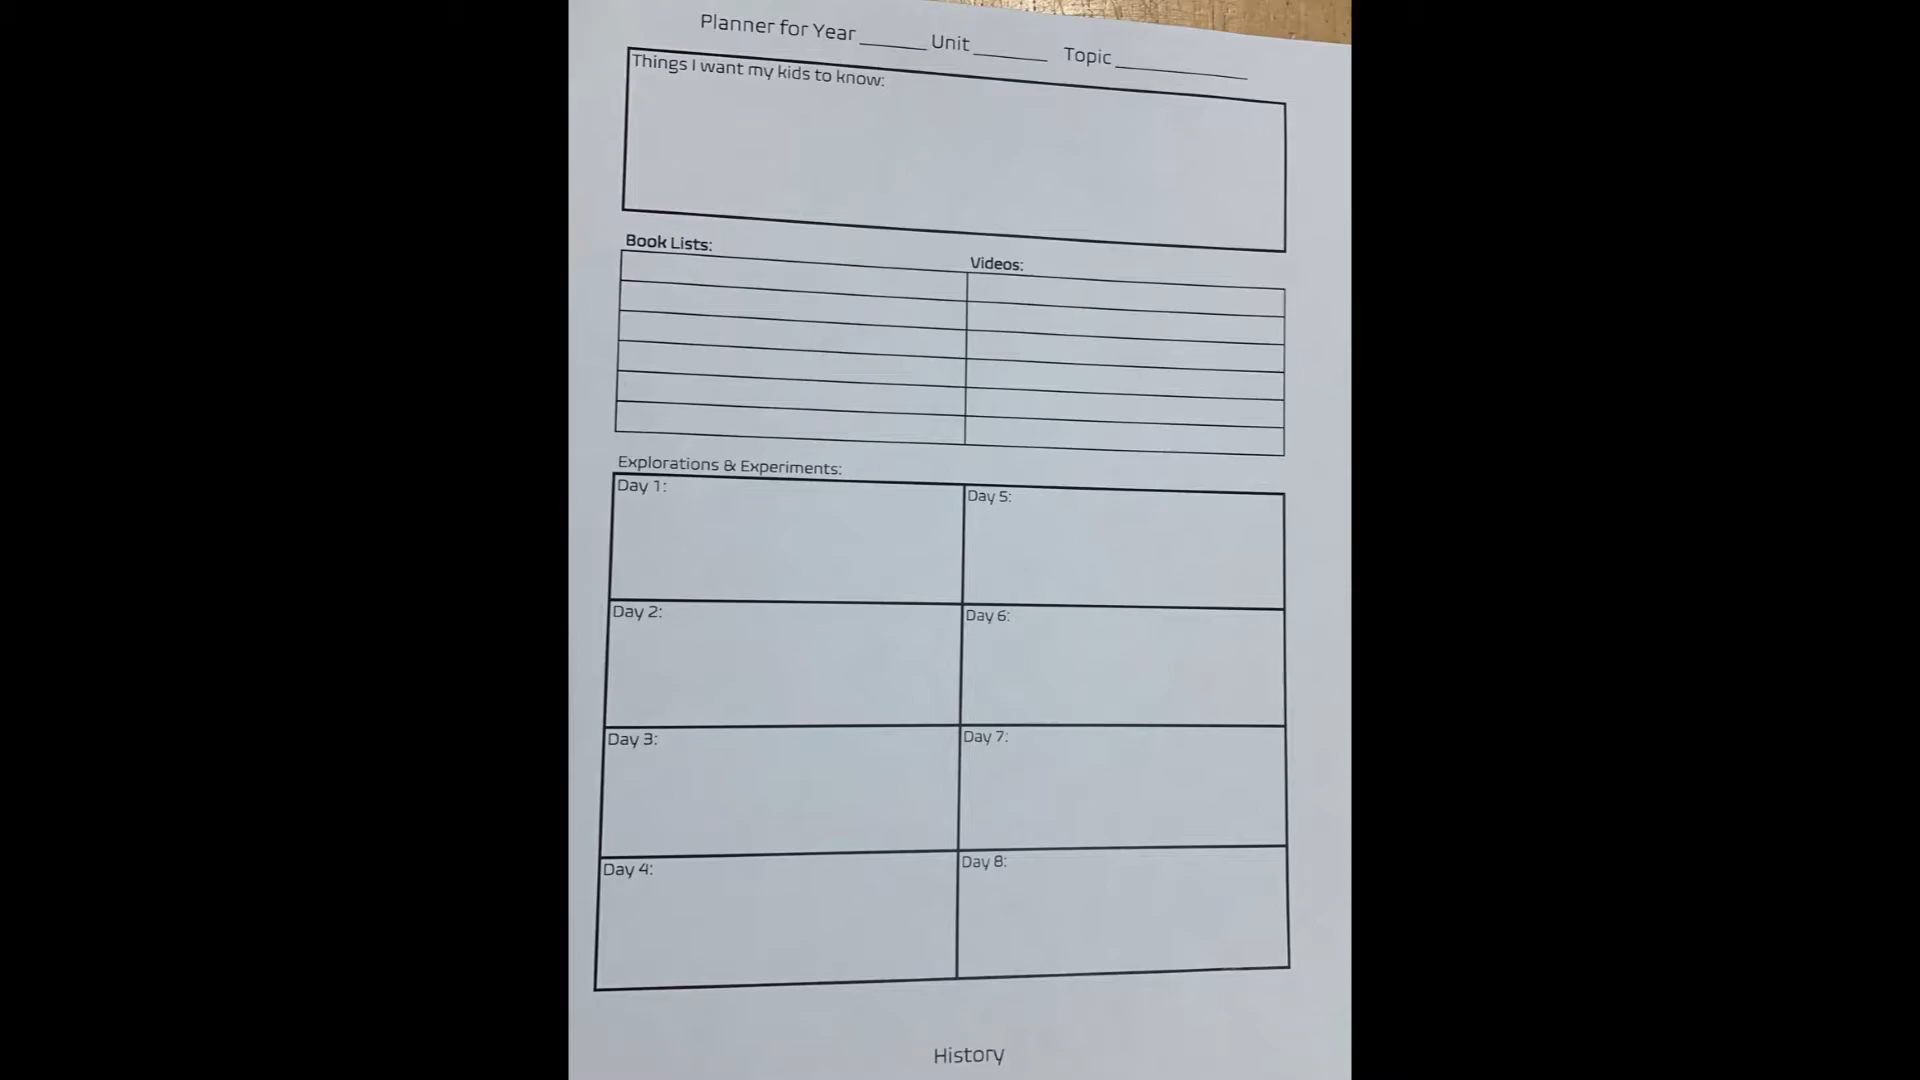 Planner for Year ______ Unit ______ Topic ____________
Things I want my kids to know:
Book Lists:
Videos:
Explorations & Experiments:
Day 1:
Day 5:
Day 2:
Day 6:
Day 3:
Day 7:
Day 4:
Day 8:
History